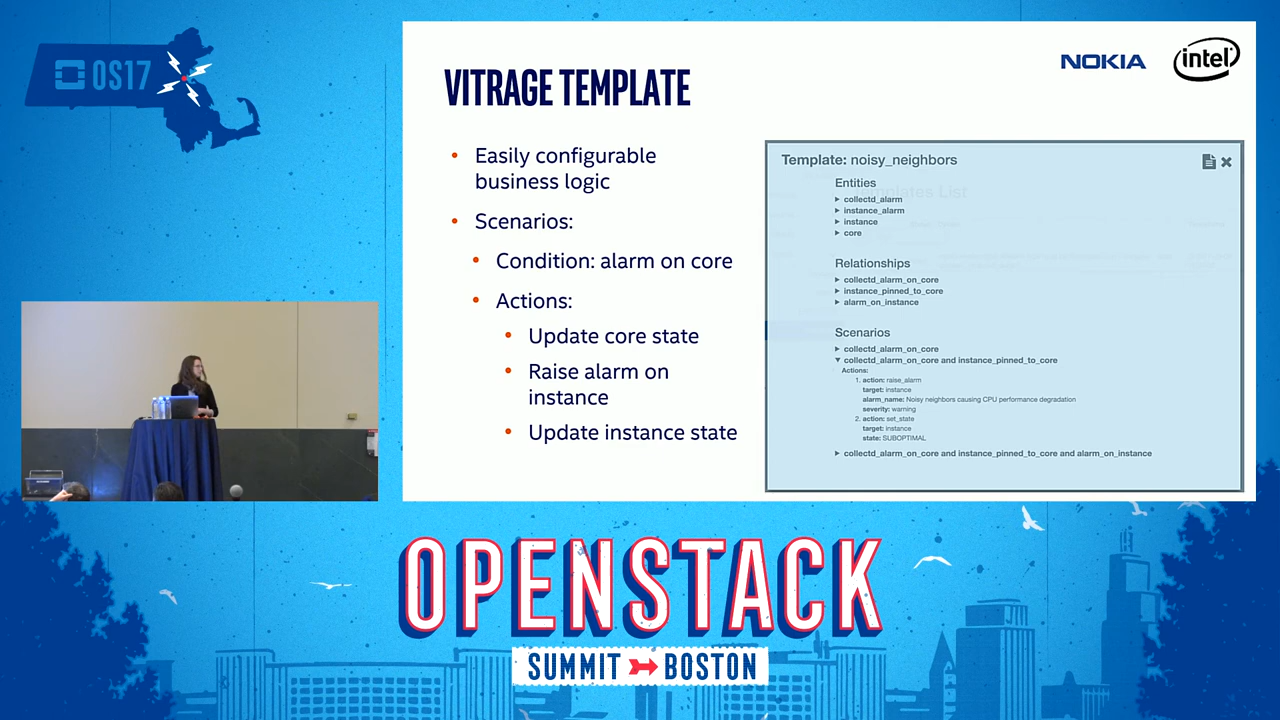 OS17
NOKIA
intel
VITRAGE TEMPLATE
• Easily configurable
business logic
• Scenarios:
• Condition: alarm on core
• Actions:
• Update core state
• Raise alarm on
instance
• Update instance state
Template: noisy_neighbors
Templates List
Entities
collectd_alarm
instance_alarm
instance
core
Relationships
collectd_alarm_on_core
instance_pinned_to_core
alarm_on_instance
Scenarios
collectd_alarm_on_core
collectd_alarm_on_core and instance_pinned_to_core
Actions:
1. action: raise_alarm
target: instance
alarm_name: Noisy neighbors causing CPU performance degradation
severity: warning
2. action: set_state
target: instance
state: SUBOPTIMAL
collectd_alarm_on_core and instance_pinned_to_core and alarm_on_instance
OPENSTACK
SUMMIT BOSTON